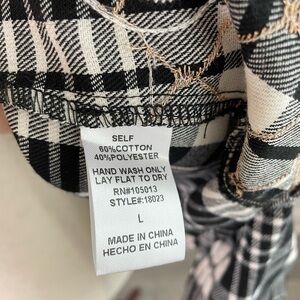 SELF
60%COTTON
40%POLYESTER
HAND WASH ONLY
LAY FLAT TO DRY
RN#105013
STYLE#:18023
L
MADE IN CHINA
HECHO EN CHINA